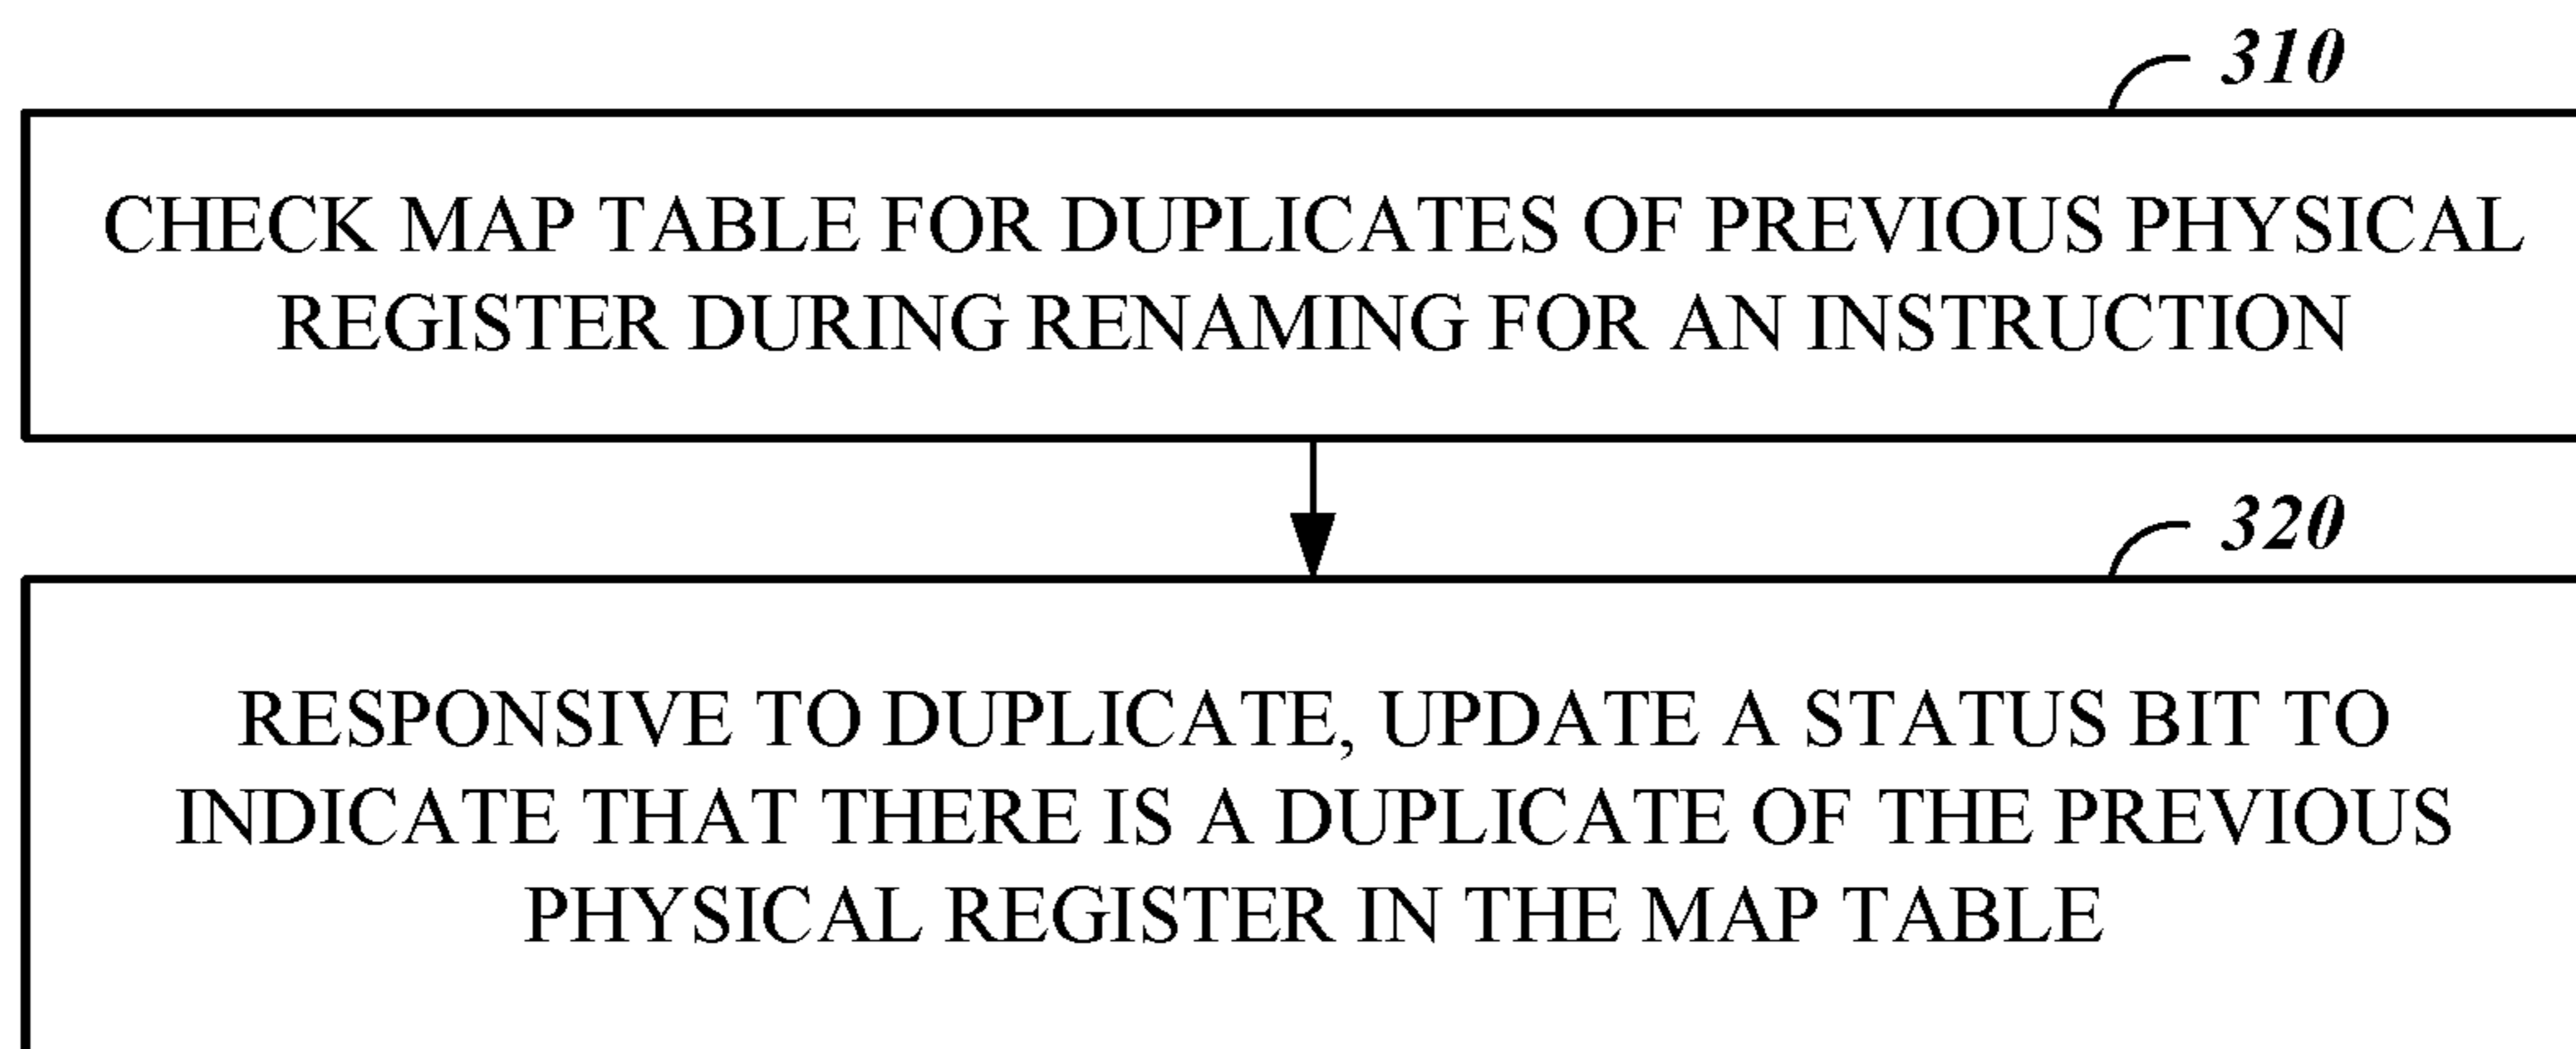 310
CHECK MAP TABLE FOR DUPLICATES OF PREVIOUS PHYSICAL
REGISTER DURING RENAMING FOR AN INSTRUCTION
320
RESPONSIVE TO DUPLICATE, UPDATE A STATUS BIT TO
INDICATE THAT THERE IS A DUPLICATE OF THE PREVIOUS
PHYSICAL REGISTER IN THE MAP TABLE